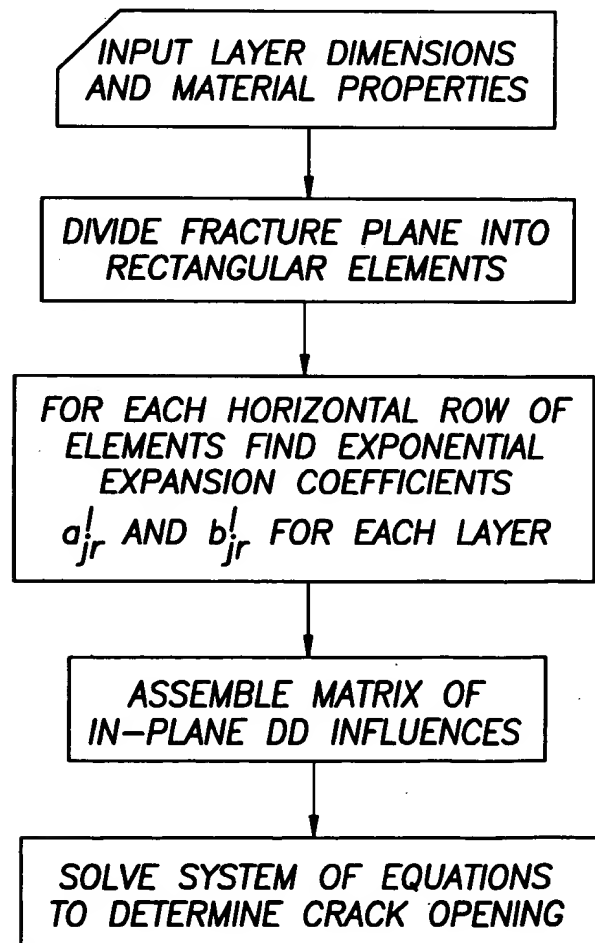 INPUT LAYER DIMENSIONS
AND MATERIAL PROPERTIES
DIVIDE FRACTURE PLANE INTO
RECTANGULAR ELEMENTS
FOR EACH HORIZONTAL ROW OF
ELEMENTS FIND EXPONENTIAL
EXPANSION COEFFICIENTS
a!jr AND b!jr FOR EACH LAYER
ASSEMBLE MATRIX OF
IN-PLANE DD INFLUENCES
SOLVE SYSTEM OF EQUATIONS
TO DETERMINE CRACK OPENING